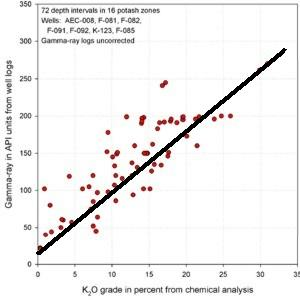 350
72 depth intervals in 16 potash zones
Wells: AEC-008, F-081, F-082,
F-091, F-092, K-123, F-085
Gamma-ray logs uncorrected
300
250
200
150
100
50
0
Gamma-ray in API units from well logs
0 5 10 15 20 25 30 35
K2O grade in percent from chemical analysis